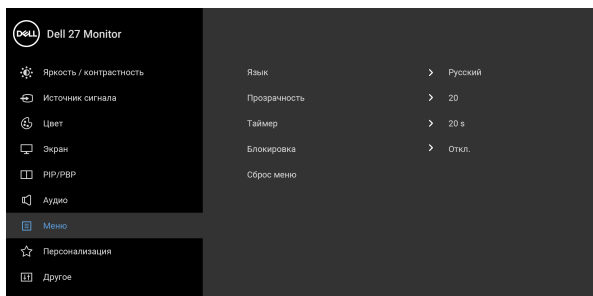 DELL Dell 27 Monitor
Яркость / контрастность
Источник сигнала
Цвет
Экран
PIP/PBP
Аудио
Меню
Персонализация
Другое
Язык > Русский
Прозрачность > 20
Таймер > 20 s
Блокировка > Откл.
Сброс меню